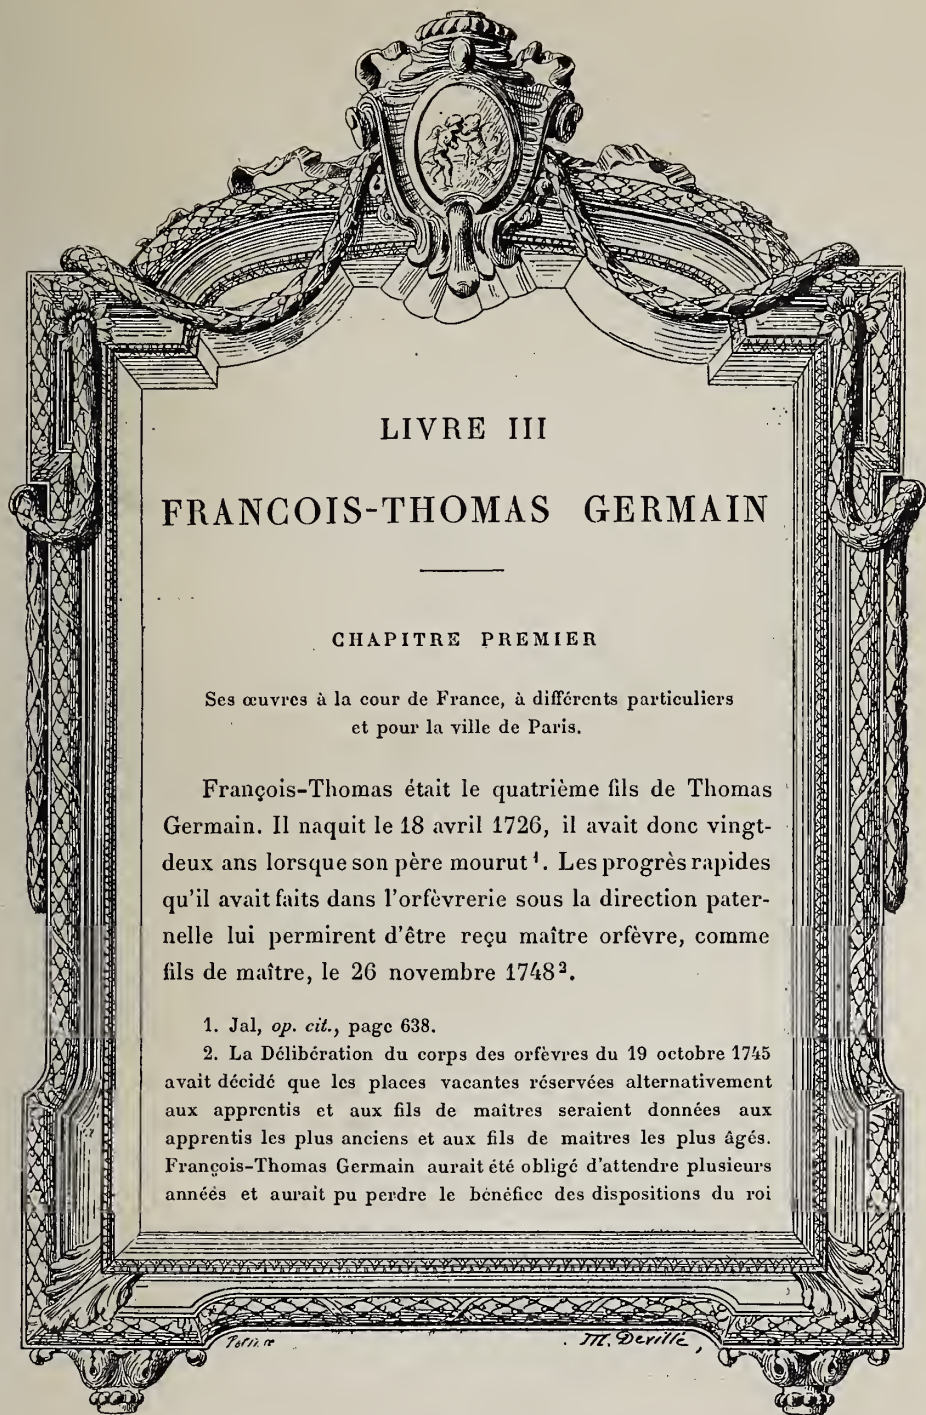 LIVRE III
FRANCOIS-THOMAS GERMAIN
CHAPITRE PREMIER
Ses œuvres à la cour de France, à différents particuliers
et pour la ville de Paris.
François-Thomas était le quatrième fils de Thomas
Germain. Il naquit le 18 avril 1726, il avait donc vingt-
deux ans lorsque son père mourut¹. Les progrès rapides
qu'il avait faits dans l'orfèvrerie sous la direction pater-
nelle lui permirent d'être reçu maître orfèvre, comme
fils de maître, le 26 novembre 1748².
1. Jal, op. cit., page 638.
2. La Délibération du corps des orfèvres du 19 octobre 1745
avait décidé que les places vacantes réservées alternativement
aux apprentis et aux fils de maîtres seraient données aux
apprentis les plus anciens et aux fils de maitres les plus âgés.
François-Thomas Germain aurait été obligé d'attendre plusieurs
années et aurait pu perdre le bénéfice des dispositions du roi
M. Deville